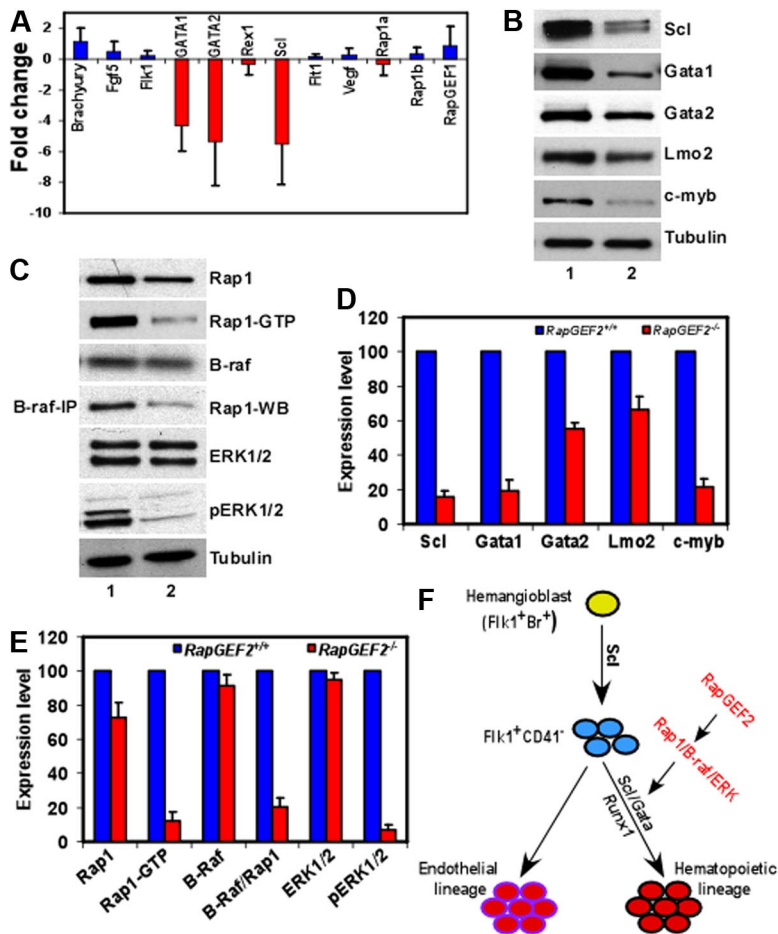 A
Fold change
2
0
-2
-4
-6
-8
-10
Brachyury
Fgf5
Flk1
GATA1
GATA2
Rex1
Scl
Flt1
Vegf
Rap1a
Rap1b
RapGEF1
B
Scl
Gata1
Gata2
Lmo2
c-myb
Tubulin
1 2
C
Rap1
Rap1-GTP
B-raf
B-raf-IP Rap1-WB
ERK1/2
pERK1/2
Tubulin
1 2
D
Expression level
120
100
80
60
40
20
0
RapGEF2+/+ RapGEF2-/-
Scl Gata1 Gata2 Lmo2 c-myb
E
Expression level
120
100
80
60
40
20
0
RapGEF2+/+ RapGEF2-/-
Rap1
Rap1-GTP
B-Raf
B-Raf/Rap1
ERK1/2
pERK1/2
F
Hemangioblast
(Flk1+Br+)
Scl
Flk1+CD41-
RapGEF2
Rap1/B-raf/ERK
Scl/Gata
Runx1
Endothelial
lineage
Hematopoietic
lineage